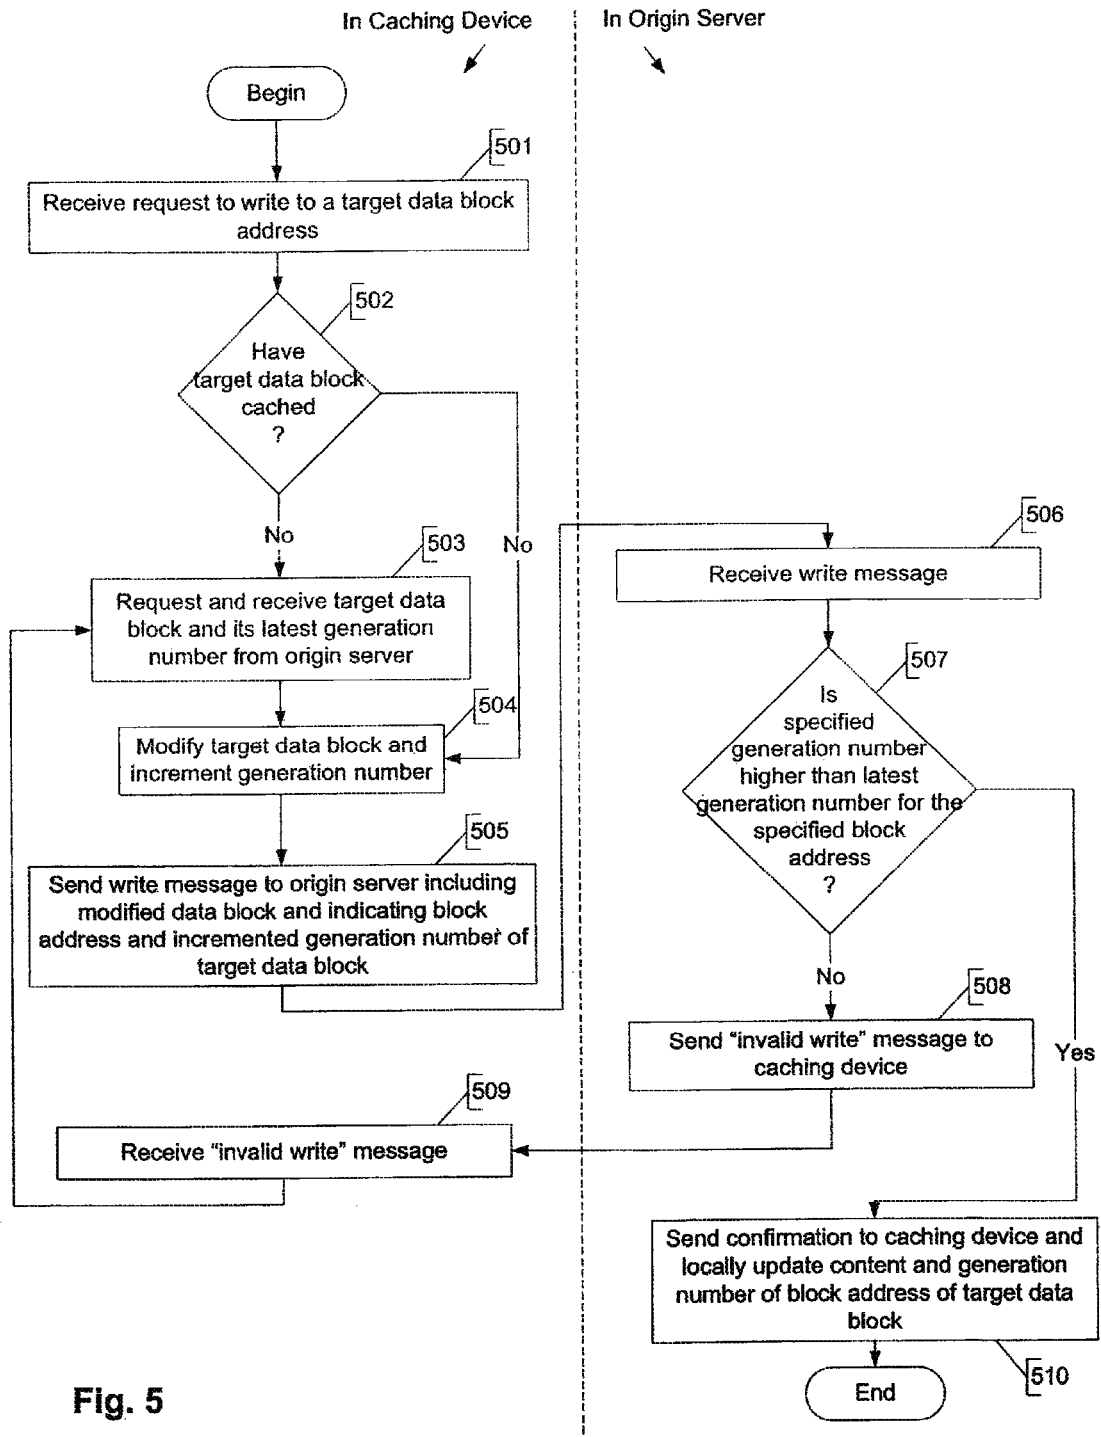 In Caching Device
In Origin Server
Begin
501
Receive request to write to a target data block
address
502
Have
target data block
cached
?
No
No
503
Request and receive target data
block and its latest generation
number from origin server
504
Modify target data block and
increment generation number
505
Send write message to origin server including
modified data block and indicating block
address and incremented generation number of
target data block
506
Receive write message
507
Is
specified
generation number
higher than latest
generation number for the
specified block
address
?
No
Yes
508
Send “invalid write” message to
caching device
509
Receive “invalid write” message
Send confirmation to caching device and
locally update content and generation
number of block address of target data
block
510
End
Fig. 5